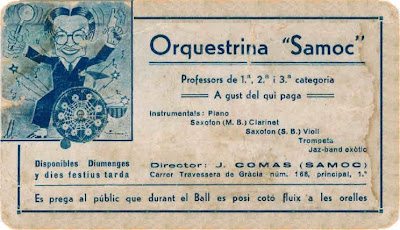 Orquestrina "Samoc"
Professors de 1.ª, 2.ª i 3.ª categoria
A gust del qui paga
Instrumentals: Piano
Saxofon (M. B.) Clarinet
Saxofon (S. B.) Violí
Trompeta
Jaz-band exòtic
Disponibles Diumenges
y dies festius tarda
Director: J. COMAS (SAMOC)
Carrer Travessera de Gràcia núm. 166, principal, 1.ª
Es prega al públic que durant el Ball es posi cotó fluix a les orelles